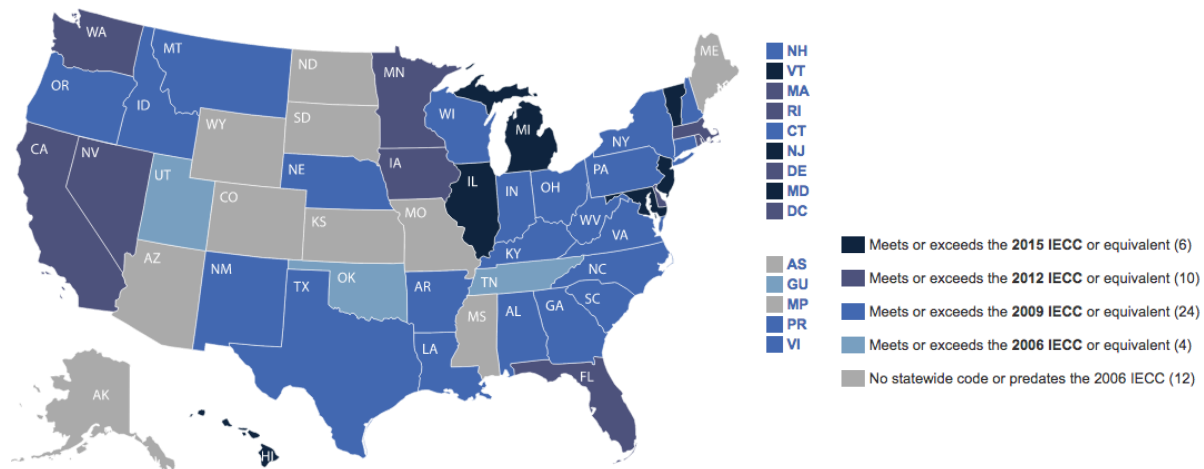 WA
MT
ND
MN
ME
OR
ID
SD
WI
MI
NY
WY
CA
NV
NE
IA
PA
UT
IL
IN
OH
CO
KS
MO
WV
VA
KY
AZ
NM
OK
TN
NC
TX
AR
SC
MS
AL
GA
LA
FL
AK
HI
NH
VT
MA
RI
CT
NJ
DE
MD
DC
AS
GU
MP
PR
VI
Meets or exceeds the 2015 IECC or equivalent (6)
Meets or exceeds the 2012 IECC or equivalent (10)
Meets or exceeds the 2009 IECC or equivalent (24)
Meets or exceeds the 2006 IECC or equivalent (4)
No statewide code or predates the 2006 IECC (12)